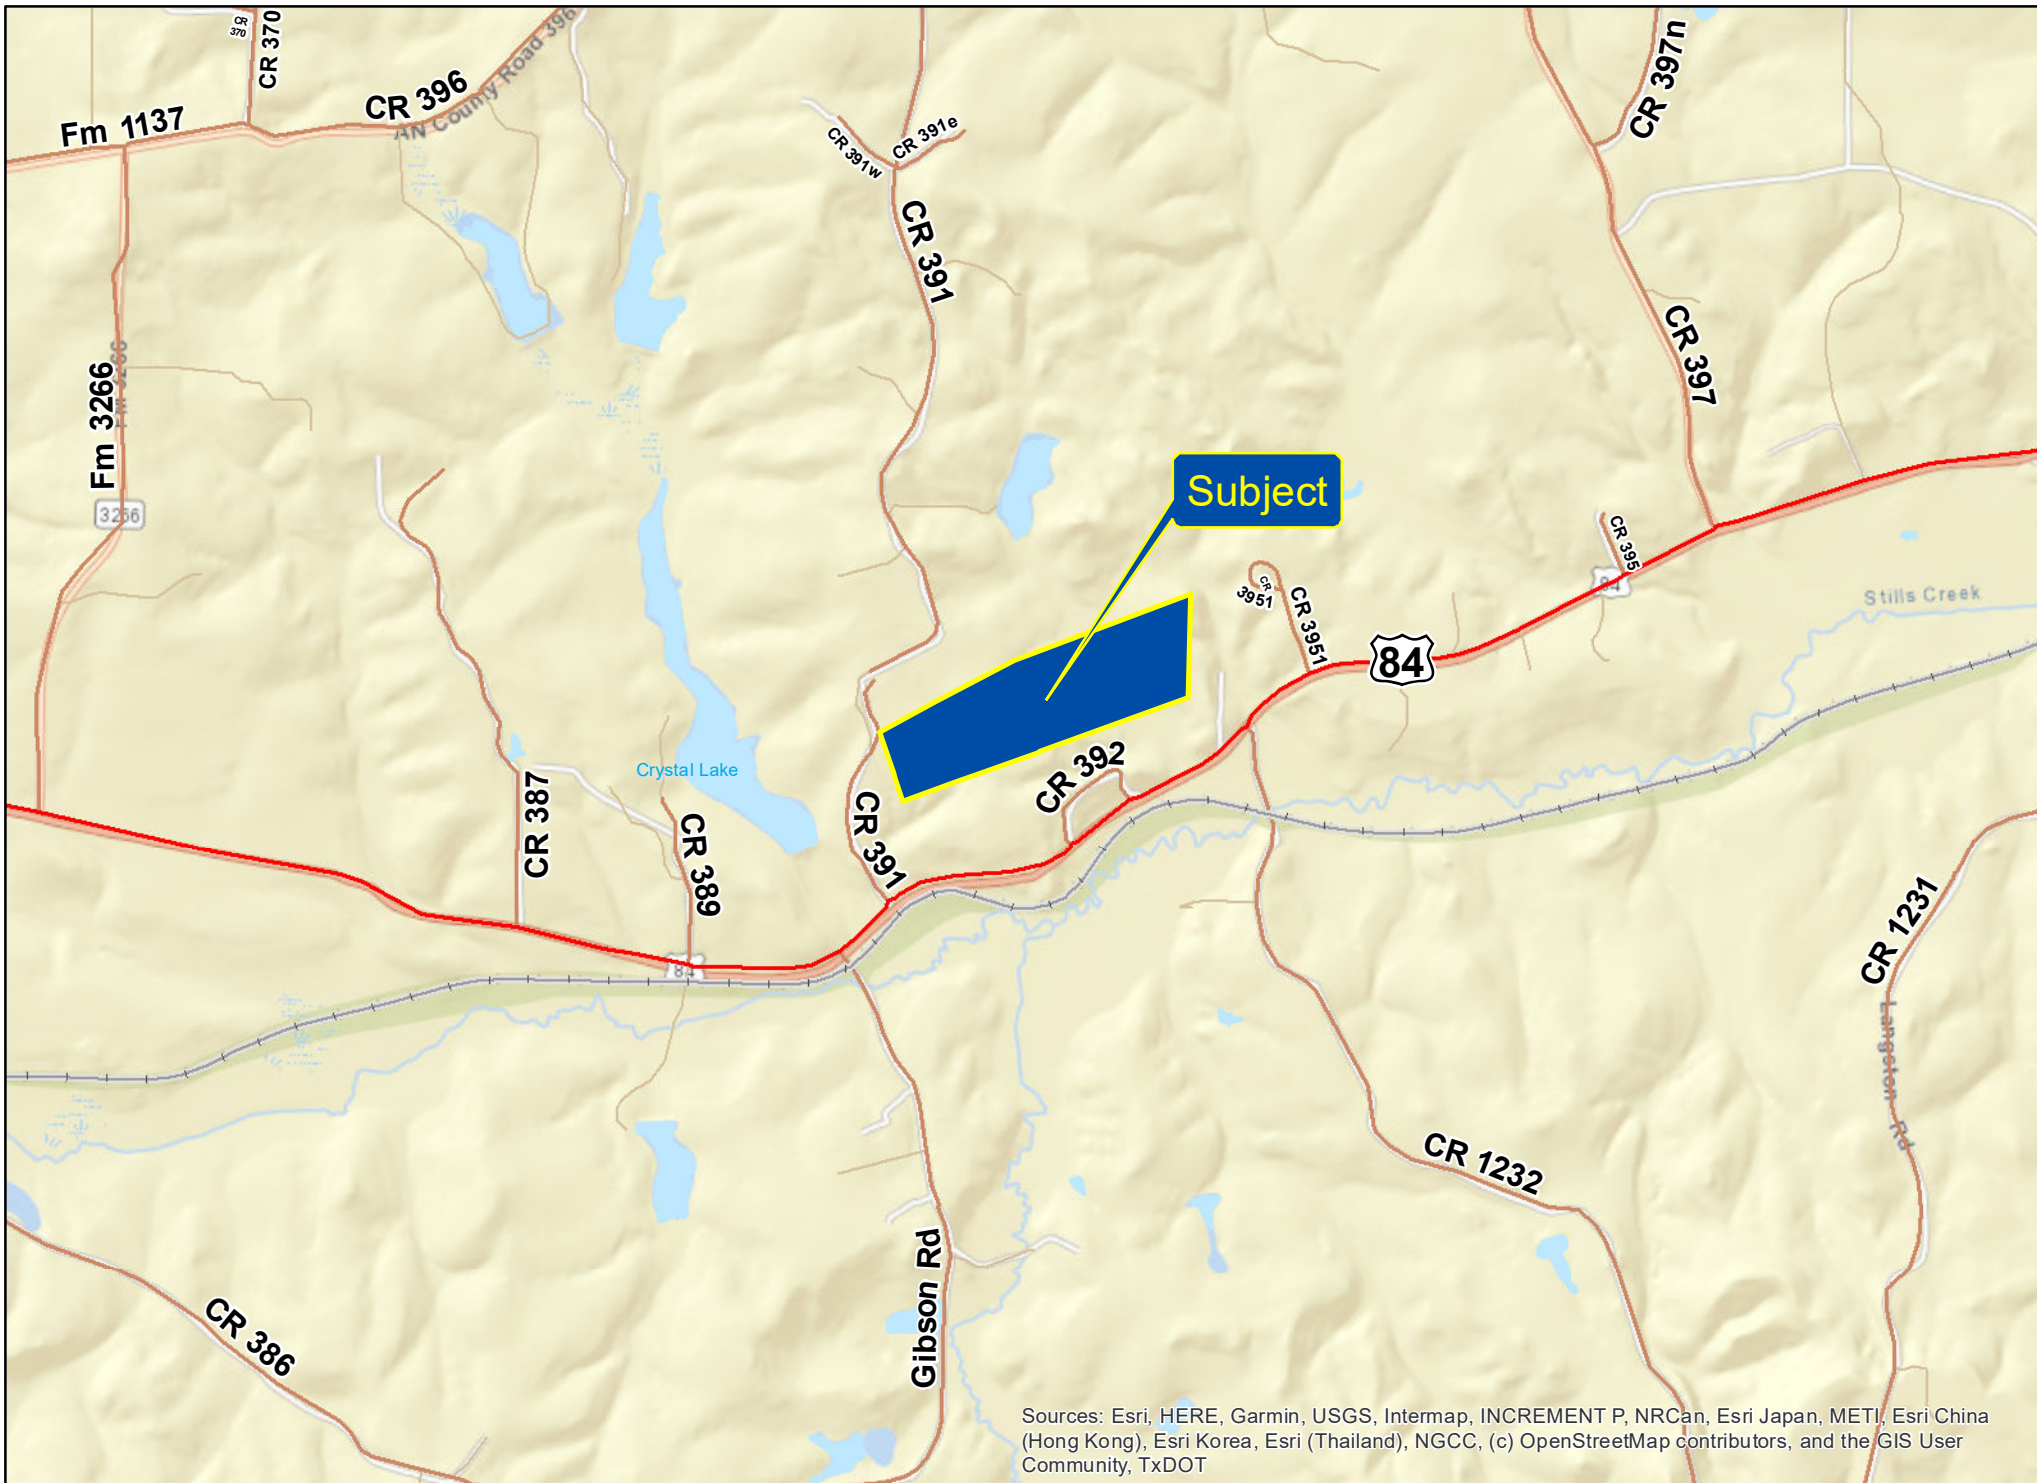 CR
370
CR 370
CR 396
AN County Road 396
Fm 1137
CR 397n
CR 391w
CR 391e
CR 391
CR 397
Fm 3266
FM 3266
3266
Subject
CR 395
84
CR
3951
CR 3951
Stills Creek
84
CR 392
Crystal Lake
CR 387
CR 389
CR 391
84
CR 1231
Langston Rd
CR 1232
Gibson Rd
CR 386
Sources: Esri, HERE, Garmin, USGS, Intermap, INCREMENT P, NRCan, Esri Japan, METI, Esri China
(Hong Kong), Esri Korea, Esri (Thailand), NGCC, (c) OpenStreetMap contributors, and the GIS User
Community, TxDOT